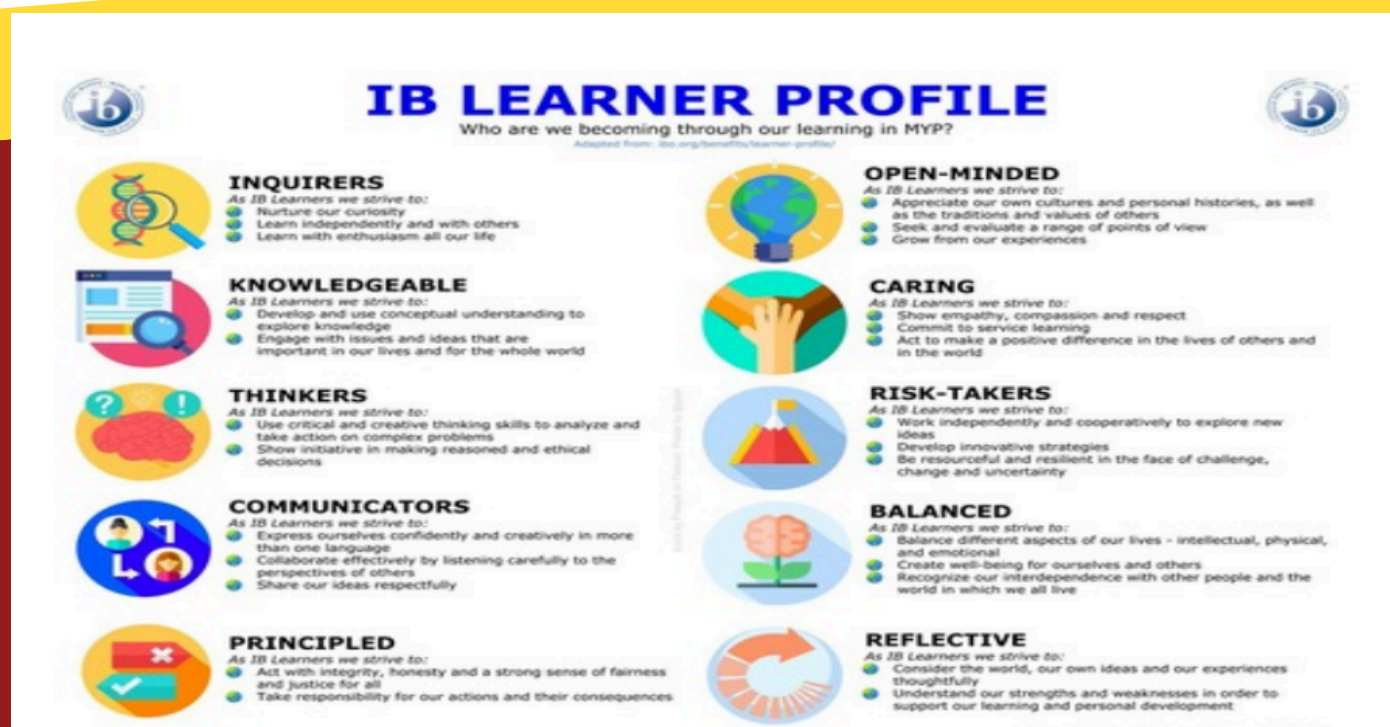 IB LEARNER PROFILE
Who are we becoming through our learning in MYP?
Adapted from: ibo.org/benefits/learner-profile/
INQUIRERS
As IB Learners we strive to:
Nurture our curiosity
Learn independently and with others
Learn with enthusiasm all our life
KNOWLEDGEABLE
As IB Learners we strive to:
Develop and use conceptual understanding to
explore knowledge
Engage with issues and ideas that are
important in our lives and for the whole world
THINKERS
As IB Learners we strive to:
Use critical and creative thinking skills to analyze and
take action on complex problems
Show initiative in making reasoned and ethical
decisions
COMMUNICATORS
As IB Learners we strive to:
Express ourselves confidently and creatively in more
than one language
Collaborate effectively by listening carefully to the
perspectives of others
Share our ideas respectfully
PRINCIPLED
As IB Learners we strive to:
Act with integrity, honesty and a strong sense of fairness
and justice for all
Take responsibility for our actions and their consequences
OPEN-MINDED
As IB Learners we strive to:
Appreciate our own cultures and personal histories, as well
as the traditions and values of others
Seek and evaluate a range of points of view
Grow from our experiences
CARING
As IB Learners we strive to:
Show empathy, compassion and respect
Commit to service learning
Act to make a positive difference in the lives of others and
in the world
RISK-TAKERS
As IB Learners we strive to:
Work independently and cooperatively to explore new
ideas
Develop innovative strategies
Be resourceful and resilient in the face of challenge,
change and uncertainty
BALANCED
As IB Learners we strive to:
Balance different aspects of our lives - intellectual, physical,
and emotional
Create well-being for ourselves and others
Recognize our interdependence with other people and the
world in which we all live
REFLECTIVE
As IB Learners we strive to:
Consider the world, our own ideas and our experiences
thoughtfully
Understand our strengths and weaknesses in order to
support our learning and personal development
ib
ib